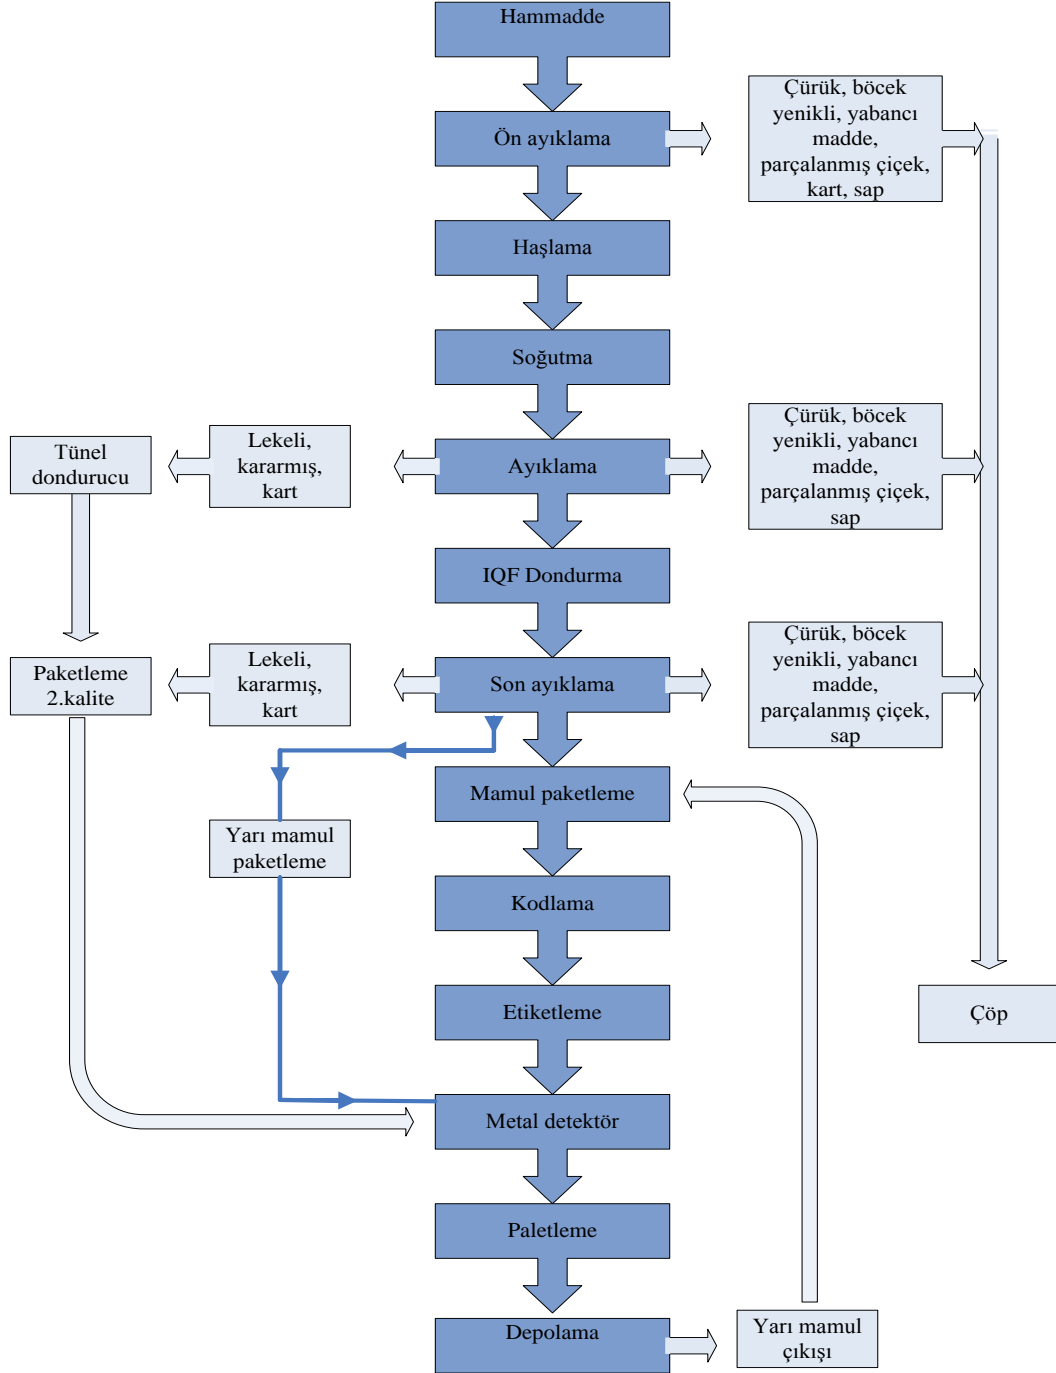 Hammadde
Ön ayıklama
Çürük, böcek
yenikli, yabancı
madde,
parçalanmış çiçek,
kart, sap
Haşlama
Soğutma
Tünel
dondurucu
Lekeli,
kararmış,
kart
Ayıklama
Çürük, böcek
yenikli, yabancı
madde,
parçalanmış çiçek,
sap
IQF Dondurma
Paketleme
2.kalite
Lekeli,
kararmış,
kart
Son ayıklama
Çürük, böcek
yenikli, yabancı
madde,
parçalanmış çiçek,
sap
Mamul paketleme
Yarı mamul
paketleme
Kodlama
Etiketleme
Çöp
Metal detektör
Paletleme
Depolama
Yarı mamul
çıkışı